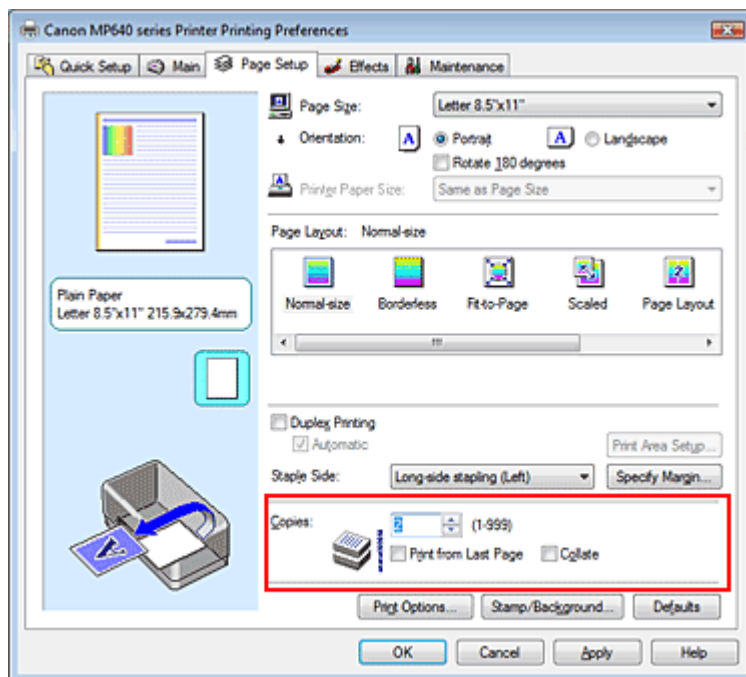 Canon MP640 series Printer Printing Preferences
Quick Setup Main Page Setup Effects Maintenance
Page Size: Letter 8.5"x11"
Orientation: A Portrait A Landscape
Rotate 180 degrees
Printer Paper Size: Same as Page Size
Page Layout: Normal-size
Normal-size Borderless Fit-to-Page Scaled Page Layout
Plain Paper
Letter 8.5"x11" 215.9x279.4mm
Duplex Printing
Automatic
Print Area Setup...
Staple Side: Long-side stapling (Left) Specify Margin...
Copies: 2 (1-999)
Print from Last Page Collate
Print Options... Stamp/Background... Defaults
OK Cancel Apply Help